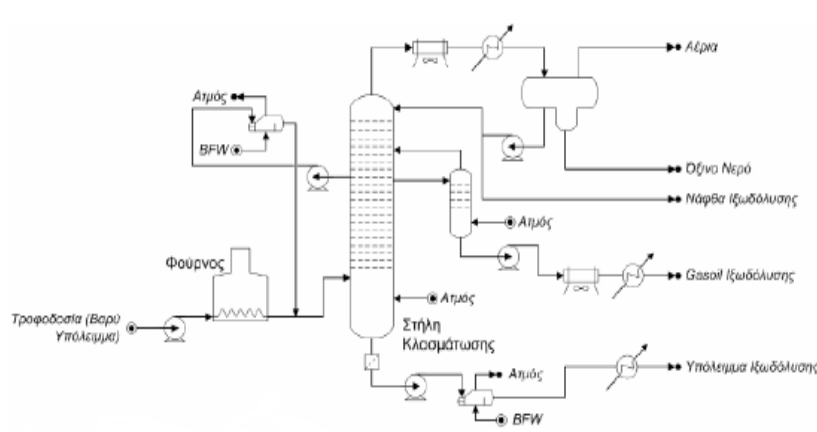 Αέρια
Ατμός
BFW
Όξινο Νερό
Νάφθα Ιξωδόλυσης
Ατμός
Φούρνος
Gasoil Ιξωδόλυσης
Ατμός
Τροφοδοσία (Βαρύ
Υπόλειμμα)
Στήλη
Κλασμάτωσης
Ατμός
Υπόλειμμα Ιξωδόλυσης
BFW